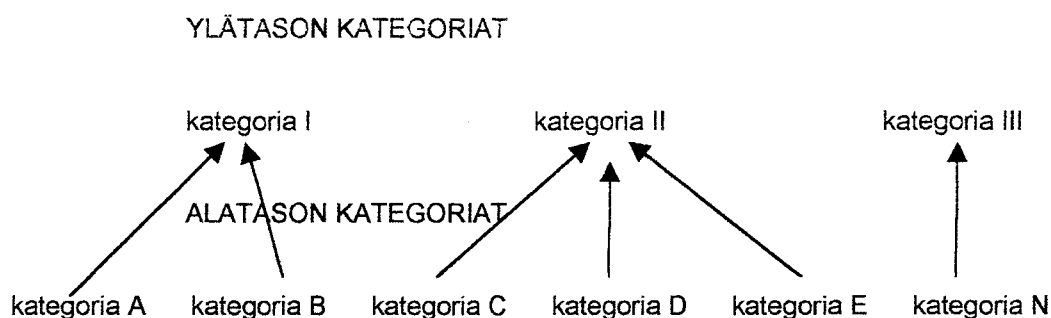 YLÄTASON KATEGORIAT
kategoria I kategoria II kategoria III
ALATASON KATEGORIAT
kategoria A kategoria B kategoria C kategoria D kategoria E kategoria N